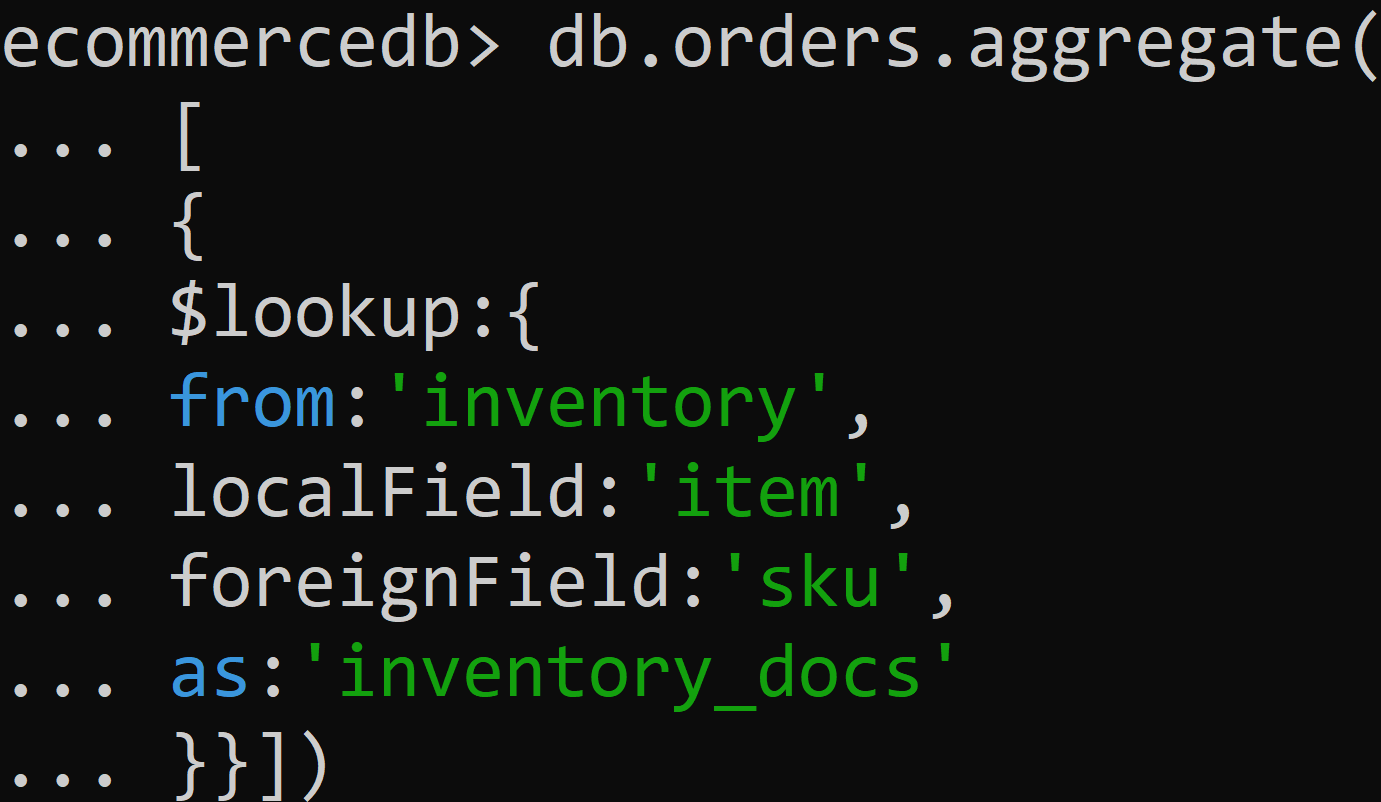 ecommercedb> db.orders.aggregate(
... [
... {
... $lookup:{
... from:'inventory',
... localField:'item',
... foreignField:'sku',
... as:'inventory_docs'
... }}])